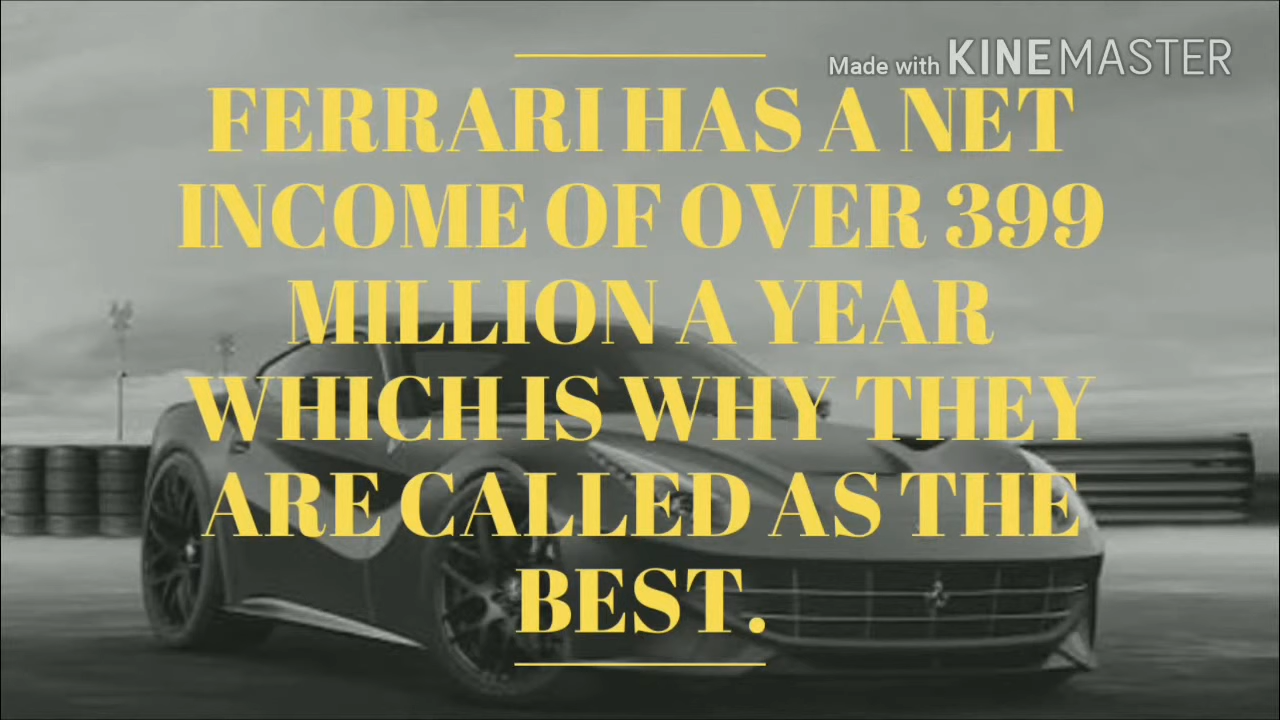 Made with KINEMASTER
FERRARI HAS A NET
INCOME OF OVER 399
MILLION A YEAR
WHICH IS WHY THEY
ARE CALLED AS THE
BEST.